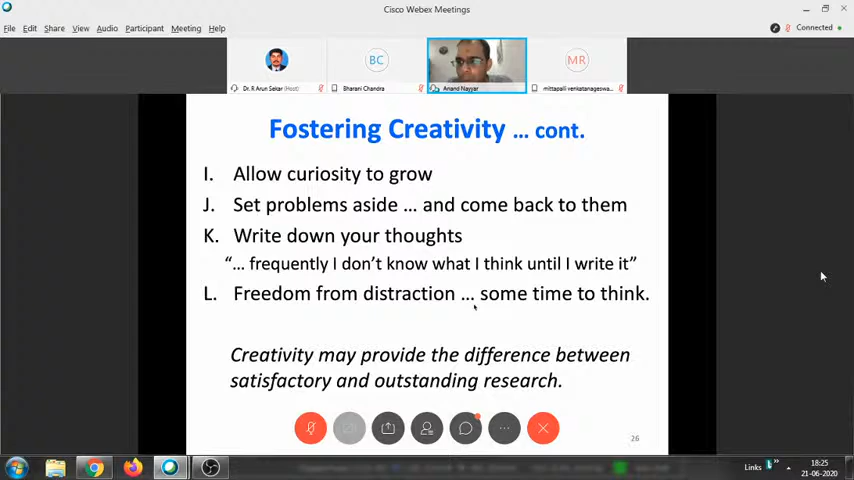 Cisco Webex Meetings
File Edit Share View Audio Participant Meeting Help
Connected
BC
MR
Dr. R Arun Sekar (Host)
Bharani Chandra
Anand Nayyar
mittapalli venkatanageswa...
Fostering Creativity ... cont.
I. Allow curiosity to grow
J. Set problems aside ... and come back to them
K. Write down your thoughts
“... frequently I don’t know what I think until I write it”
L. Freedom from distraction ... some time to think.
Creativity may provide the difference between
satisfactory and outstanding research.
26
Links
18:25
21-06-2020